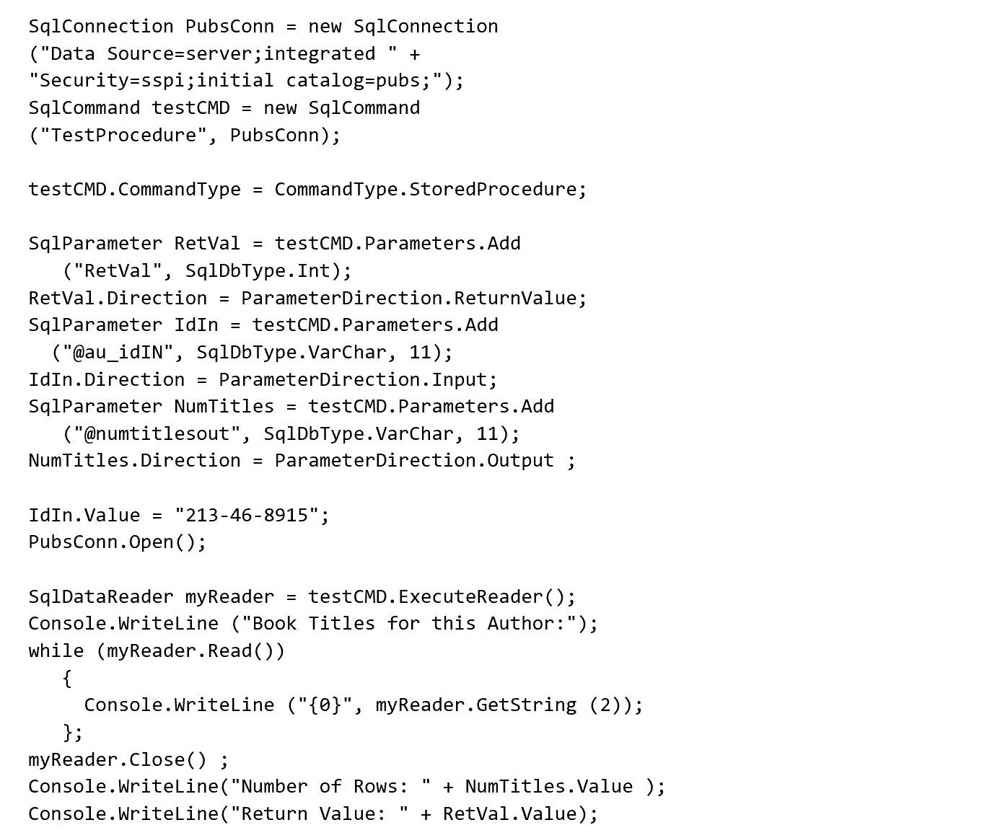 SqlConnection PubsConn = new SqlConnection
("Data Source=server;integrated " +
"Security=sspi;initial catalog=pubs;");
SqlCommand testCMD = new SqlCommand
("TestProcedure", PubsConn);

testCMD.CommandType = CommandType.StoredProcedure;

SqlParameter RetVal = testCMD.Parameters.Add
   ("RetVal", SqlDbType.Int);
RetVal.Direction = ParameterDirection.ReturnValue;
SqlParameter IdIn = testCMD.Parameters.Add
  ("@au_idIN", SqlDbType.VarChar, 11);
IdIn.Direction = ParameterDirection.Input;
SqlParameter NumTitles = testCMD.Parameters.Add
   ("@numtitlesout", SqlDbType.VarChar, 11);
NumTitles.Direction = ParameterDirection.Output ;

IdIn.Value = "213-46-8915";
PubsConn.Open();

SqlDataReader myReader = testCMD.ExecuteReader();
Console.WriteLine ("Book Titles for this Author:");
while (myReader.Read())
   {
     Console.WriteLine ("{0}", myReader.GetString (2));
   };
myReader.Close() ;
Console.WriteLine("Number of Rows: " + NumTitles.Value );
Console.WriteLine("Return Value: " + RetVal.Value);